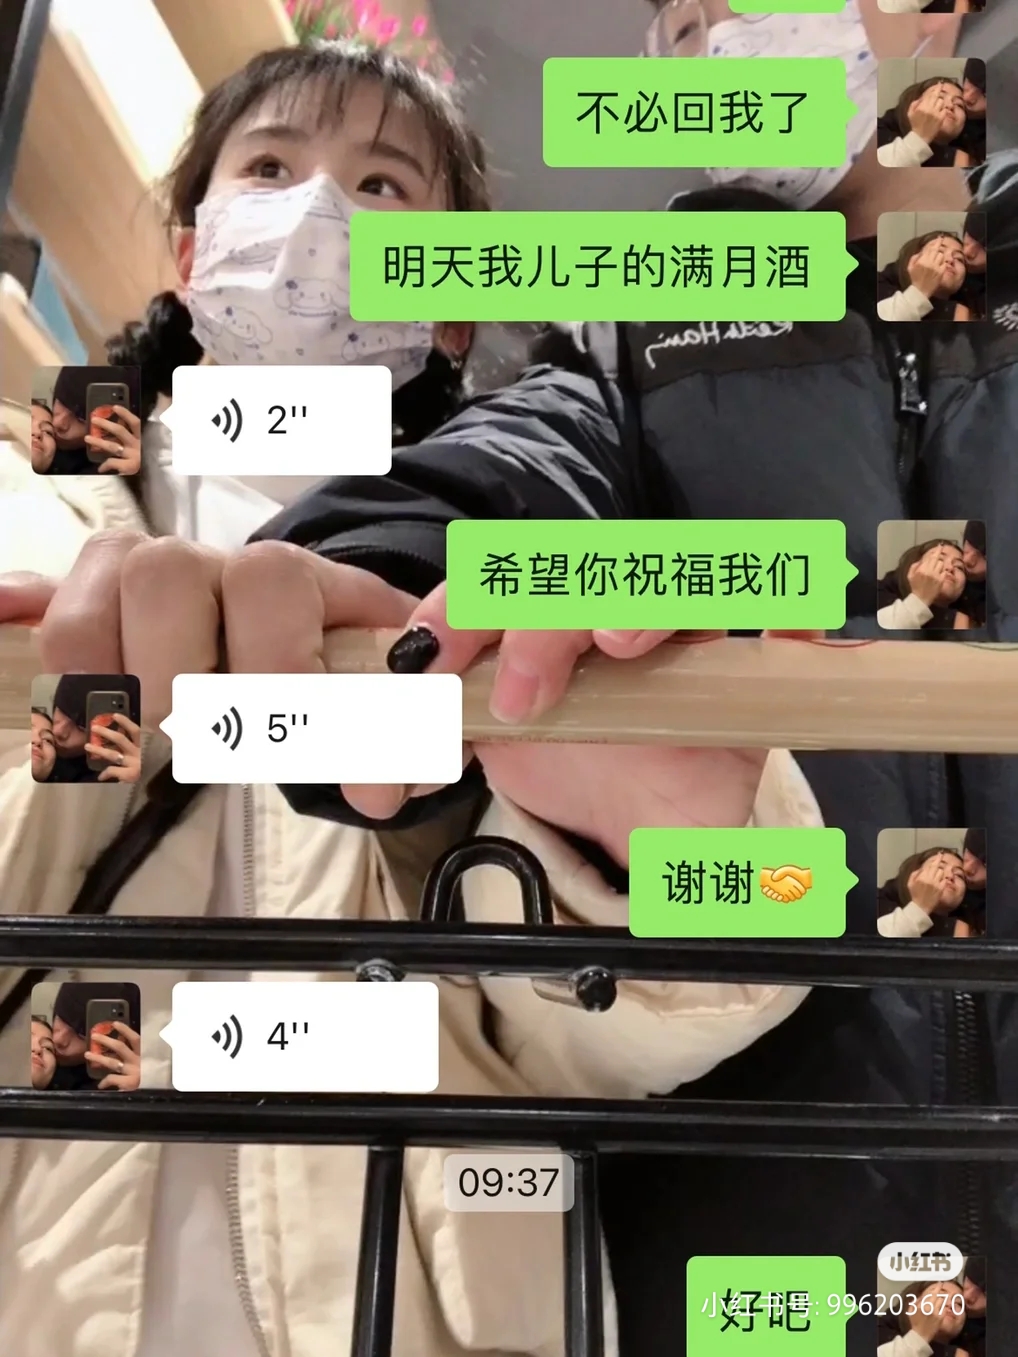 不必回我了
明天我儿子的满月酒
2''
希望你祝福我们
5''
谢谢🤝
4''
09:37
好吧
小红书
小红书号: 996203670